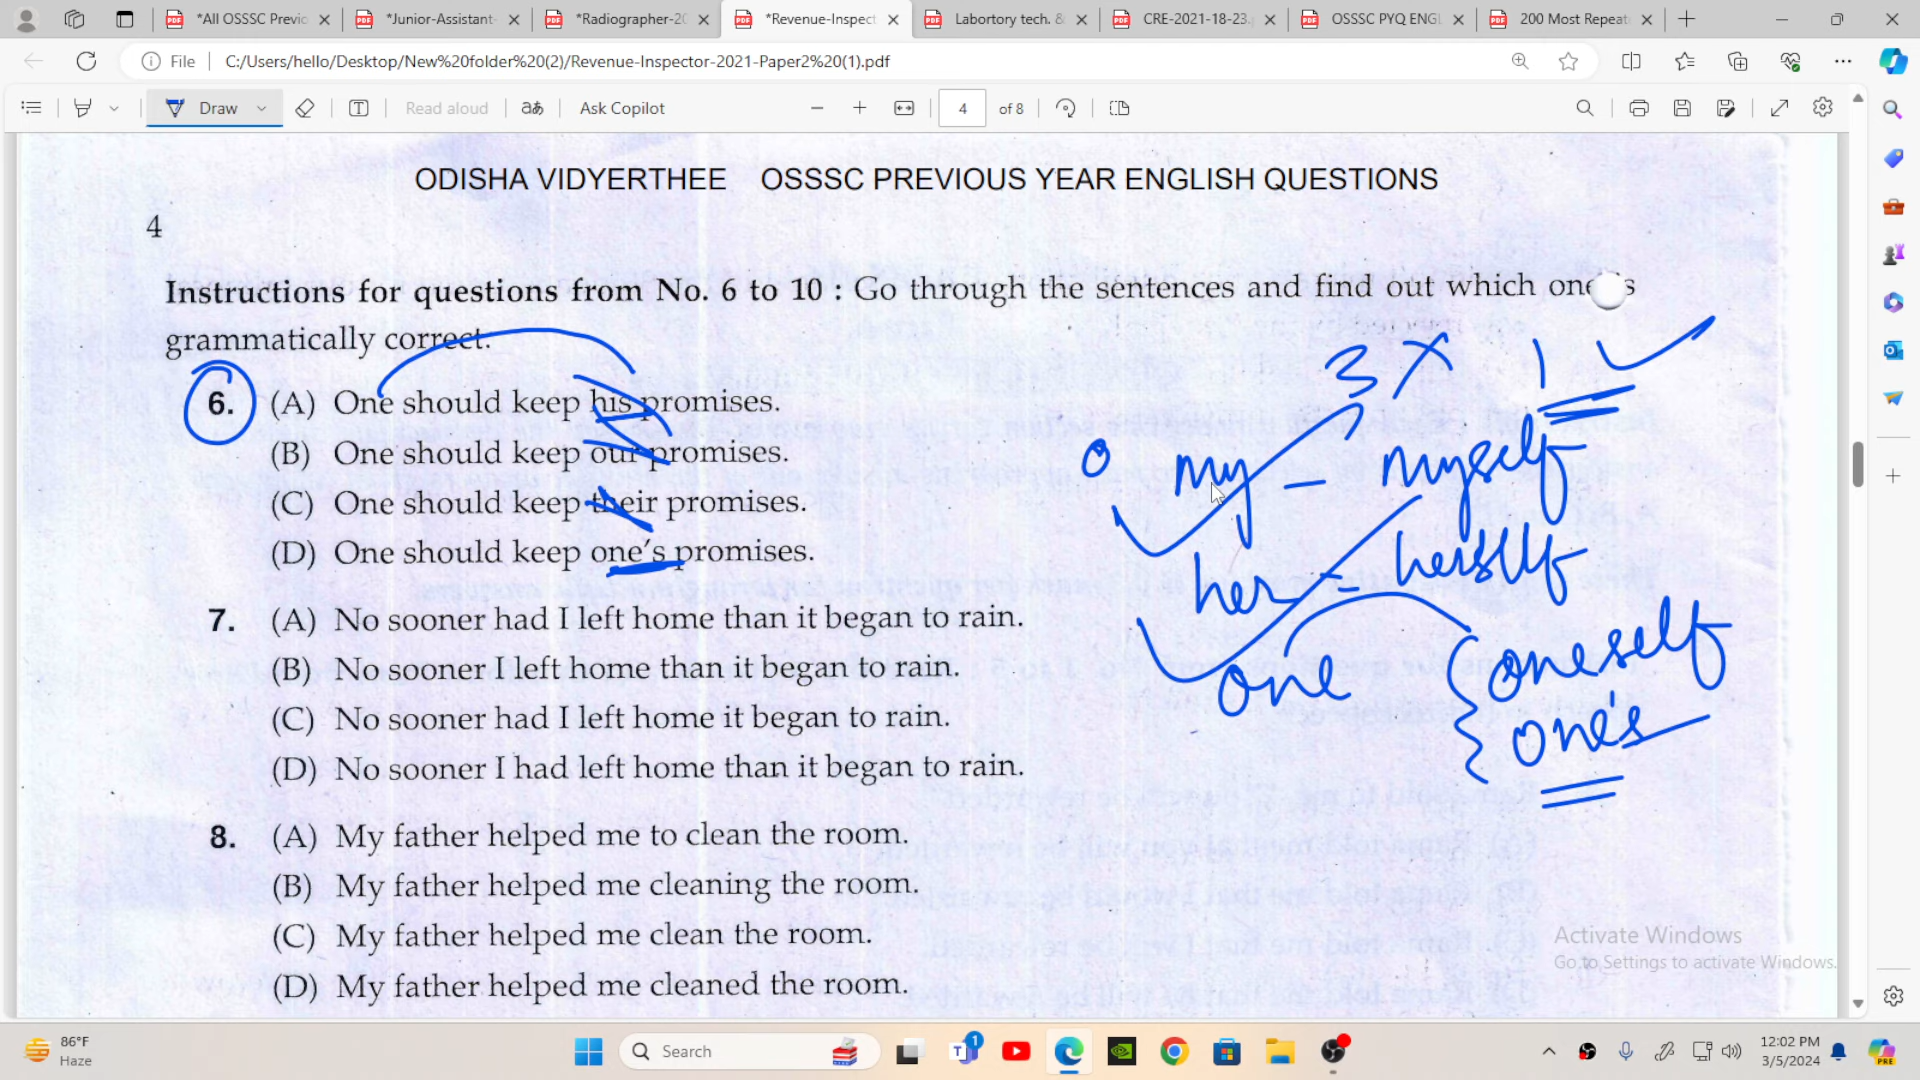 *All OSSSC Previo
*Junior-Assistant-
*Radiographer-20
*Revenue-Inspect
Labortory tech. &
CRE-2021-18-23.
OSSSC PYQ ENGL
200 Most Repeat
File
C:/Users/hello/Desktop/New%20folder%20(2)/Revenue-Inspector-2021-Paper2%20(1).pdf
Draw
Read aloud
Ask Copilot
4
of 8
ODISHA VIDYERTHEE OSSSC PREVIOUS YEAR ENGLISH QUESTIONS
4
Instructions for questions from No. 6 to 10 : Go through the sentences and find out which one is
grammatically correct.
6. (A) One should keep his promises.
(B) One should keep our promises.
(C) One should keep their promises.
(D) One should keep one's promises.
7. (A) No sooner had I left home than it began to rain.
(B) No sooner I left home than it began to rain.
(C) No sooner had I left home it began to rain.
(D) No sooner I had left home than it began to rain.
8. (A) My father helped me to clean the room.
(B) My father helped me cleaning the room.
(C) My father helped me clean the room.
(D) My father helped me cleaned the room.
3 X 1
my - myself
her - herself
one oneself
one's
Activate Windows
Go to Settings to activate Windows.
86°F
Haze
Search
1
12:02 PM
3/5/2024
PRE